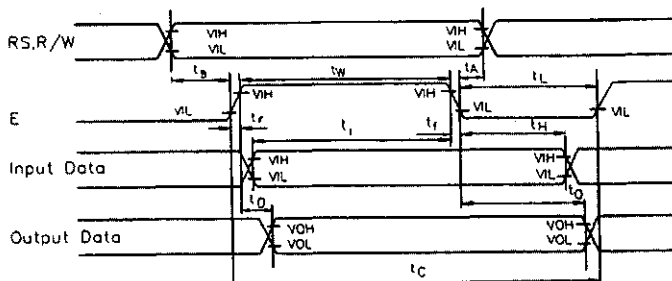 RS,R/W
VIH
VIL
VIH
VIL
tB
tW
tA
tL
E
VIL
VIH
VIH
VIL
VIL
tr
tI
tf
tH
Input Data
VIH
VIL
VIH
VIL
tD
tO
Output Data
VOH
VOL
VOH
VOL
tC